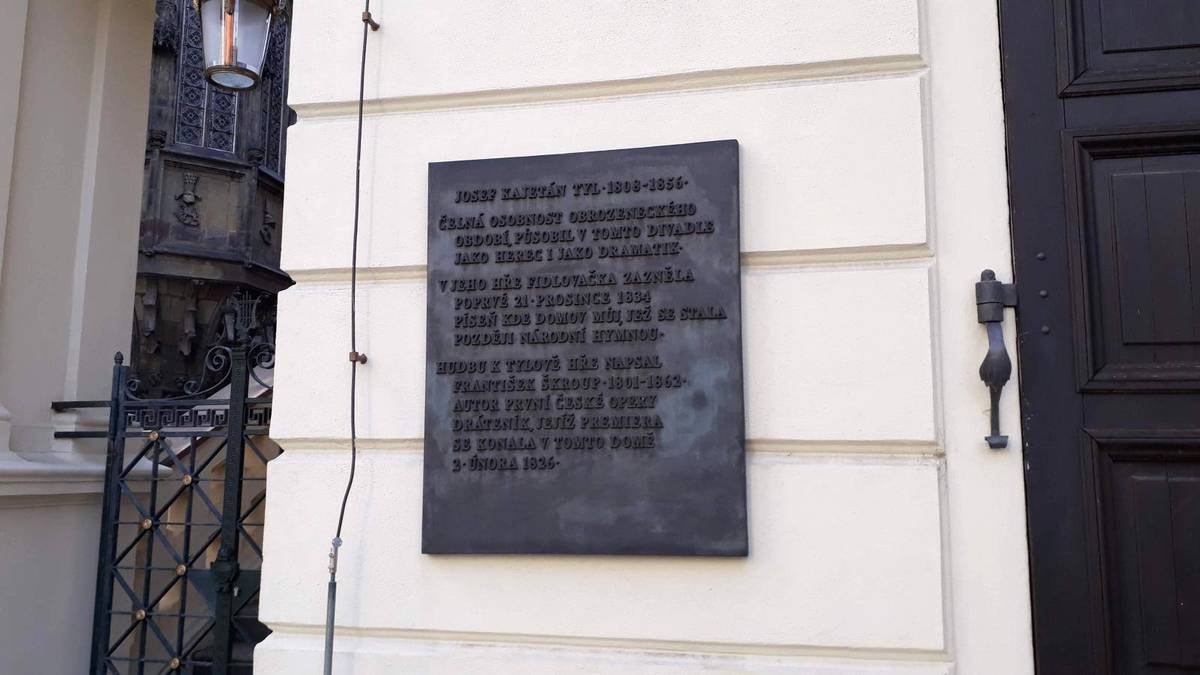 JOSEF KAJETÁN TYL · 1808-1856 ·
ČELNÁ OSOBNOST OBROZENECKÉHO
OBDOBÍ, PŮSOBIL V TOMTO DIVADLE
JAKO HEREC I JAKO DRAMATIK ·
V JEHO HŘE FIDLOVAČKA ZAZNĚLA
POPRVÉ 21 · PROSINCE 1834
PÍSEŇ KDE DOMOV MŮJ, JEŽ SE STALA
POZDĚJI NÁRODNÍ HYMNOU ·
HUDBU K TYLOVĚ HŘE NAPSAL
FRANTIŠEK ŠKROUP · 1801-1862 ·
AUTOR PRVNÍ ČESKÉ OPERY
DRÁTENÍK, JEJÍŽ PREMIERA
SE KONALA V TOMTO DOMĚ
2 · ÚNORA 1826 ·